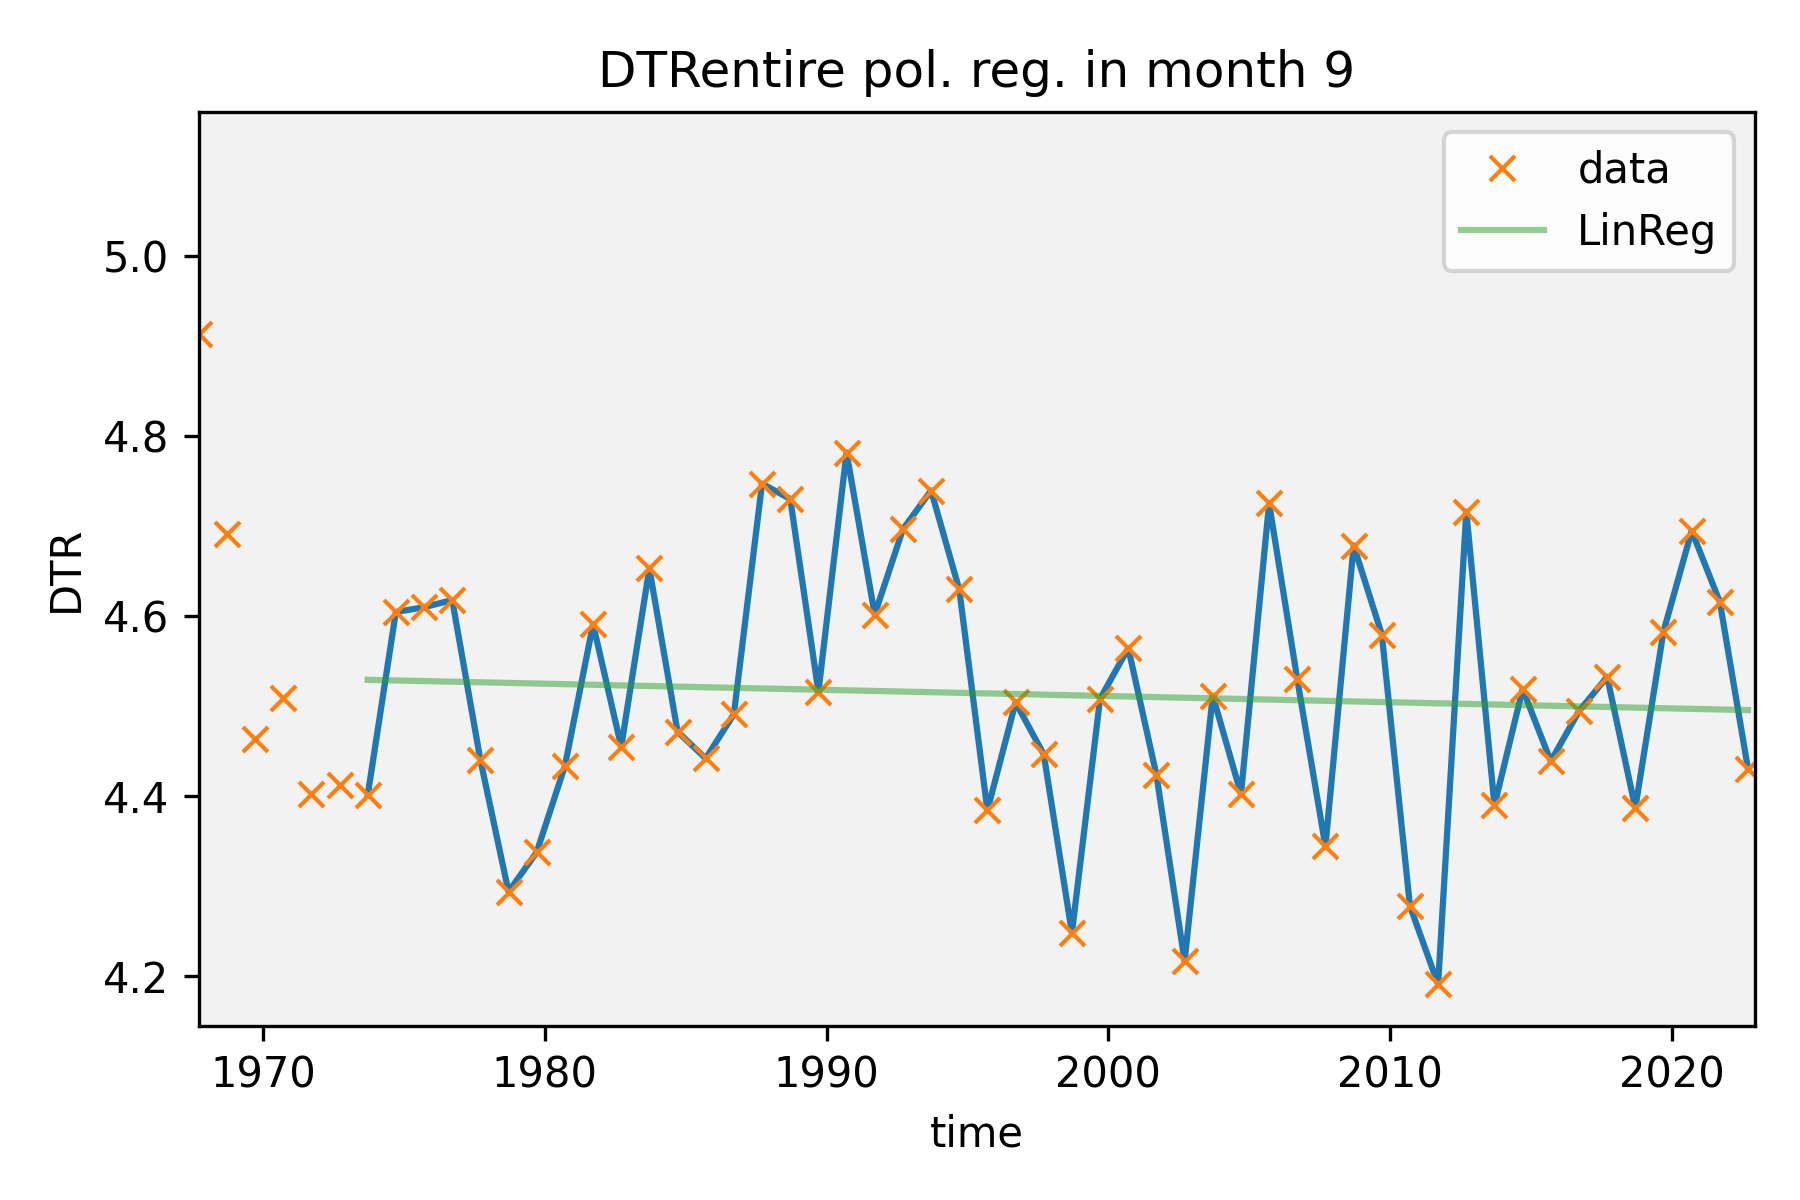 DTRentire pol. reg. in month 9
data
LinReg
5.0
4.8
4.6
4.4
4.2
DTR
1970 1980 1990 2000 2010 2020
time